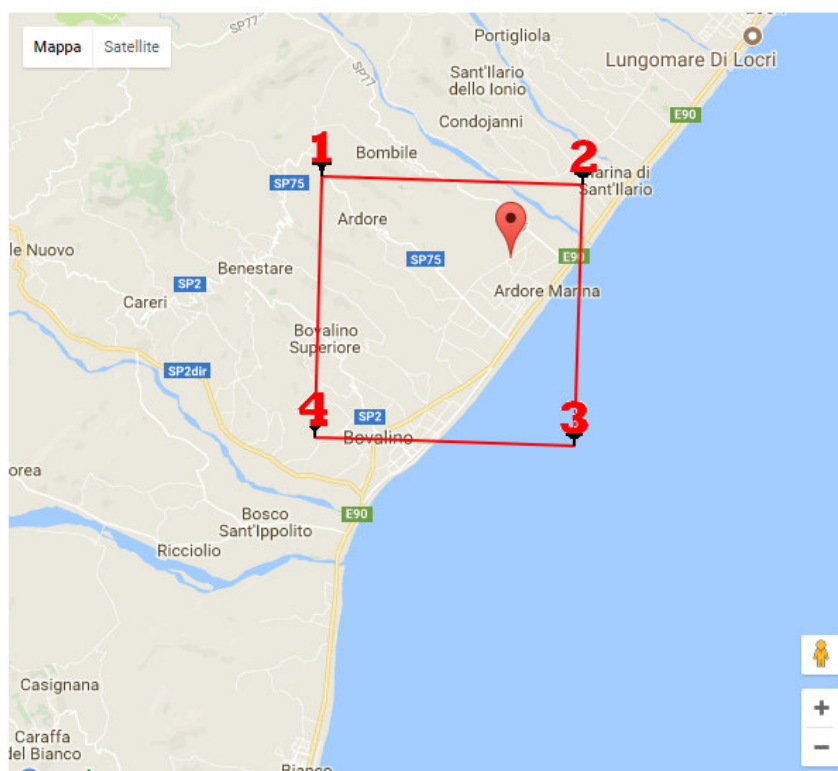 SP77
Portigliola
Mappa Satellite
Lungomare Di Locri
SP77
Sant'Ilario
dello Ionio
E90
Condojanni
1
Bombile
2
SP75
Marina di
Sant'Ilario
Ardore
le Nuovo
SP75
E90
Benestare
SP2
Ardore Marina
Careri
Bovalino
Superiore
SP2dir
4
SP2
3
Bovalino
orea
Bosco
Sant'Ippolito
E90
Ricciolio
Casignana
+
Caraffa
del Bianco
−
Bianco